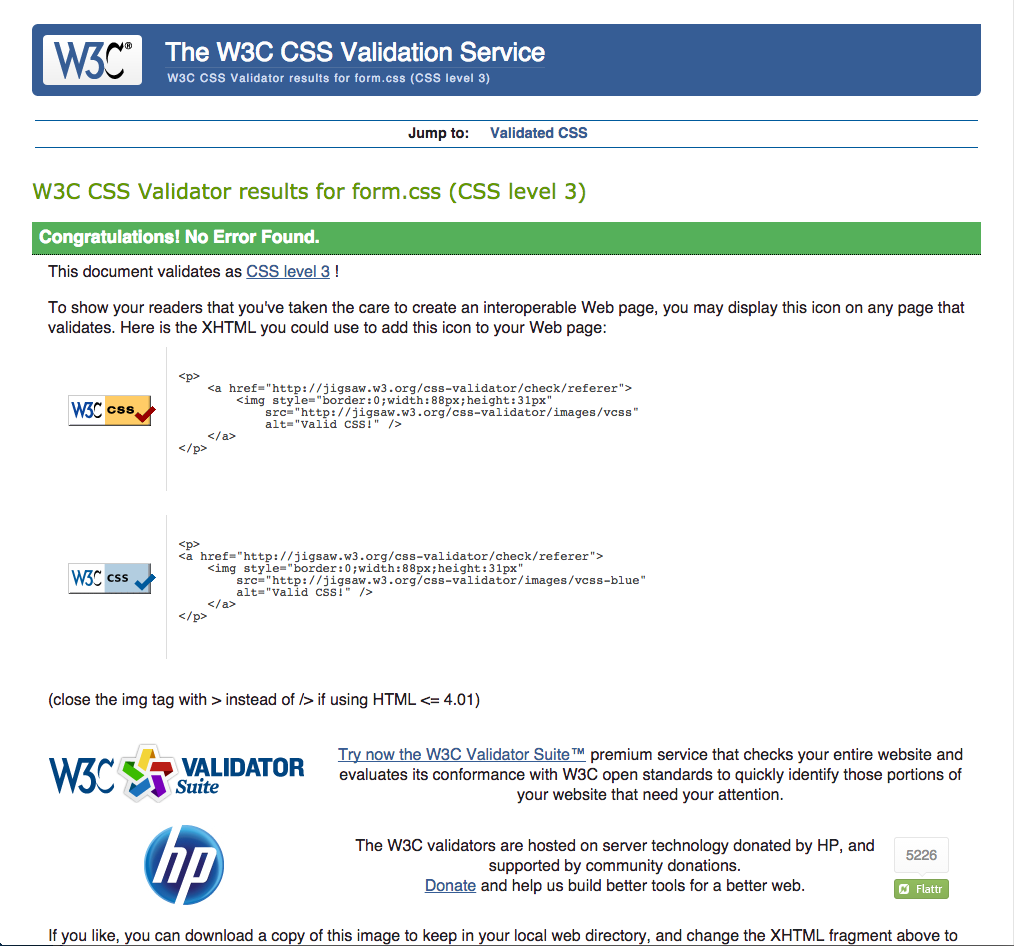 W3C®
The W3C CSS Validation Service
W3C CSS Validator results for form.css (CSS level 3)
Jump to: Validated CSS
W3C CSS Validator results for form.css (CSS level 3)
Congratulations! No Error Found.
This document validates as CSS level 3 !
To show your readers that you've taken the care to create an interoperable Web page, you may display this icon on any page that
validates. Here is the XHTML you could use to add this icon to your Web page:
W3C css
<p>
<a href="http://jigsaw.w3.org/css-validator/check/referer">
<img style="border:0;width:88px;height:31px"
src="http://jigsaw.w3.org/css-validator/images/vcss"
alt="Valid CSS!" />
</a>
</p>
W3C css
<p>
<a href="http://jigsaw.w3.org/css-validator/check/referer">
<img style="border:0;width:88px;height:31px"
src="http://jigsaw.w3.org/css-validator/images/vcss-blue"
alt="Valid CSS!" />
</a>
</p>
(close the img tag with > instead of /> if using HTML <= 4.01)
W3C VALIDATOR
Suite
Try now the W3C Validator Suite™ premium service that checks your entire website and
evaluates its conformance with W3C open standards to quickly identify those portions of
your website that need your attention.
hp
The W3C validators are hosted on server technology donated by HP, and
supported by community donations.
Donate and help us build better tools for a better web.
5226
Flattr
If you like, you can download a copy of this image to keep in your local web directory, and change the XHTML fragment above to